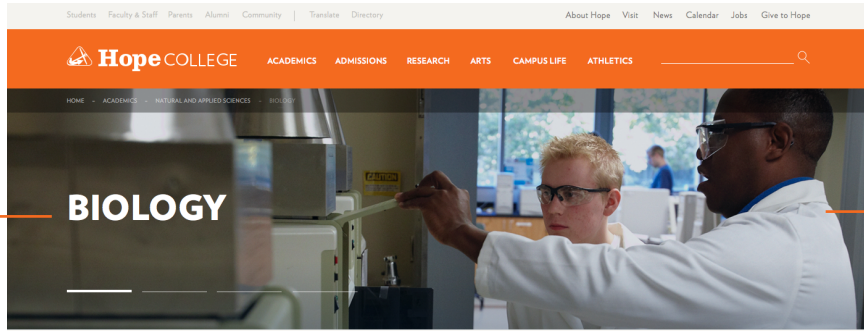 Students Faculty & Staff Parents Alumni Community | Translate Directory About Hope Visit News Calendar Jobs Give to Hope
Hope COLLEGE ACADEMICS ADMISSIONS RESEARCH ARTS CAMPUS LIFE ATHLETICS
HOME - ACADEMICS - NATURAL AND APPLIED SCIENCES - BIOLOGY
CAUTION
BIOLOGY